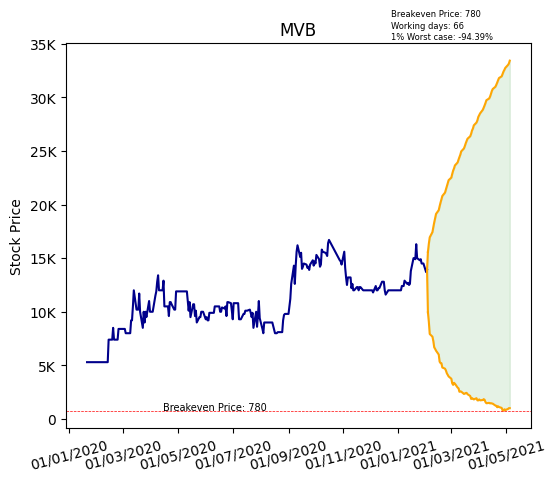 Breakeven Price: 780
Working days: 66
1% Worst case: -94.39%
MVB
35K
30K
25K
20K
15K
10K
5K
0
Stock Price
Breakeven Price: 780
01/01/2020
01/03/2020
01/05/2020
01/07/2020
01/09/2020
01/11/2020
01/01/2021
01/03/2021
01/05/2021